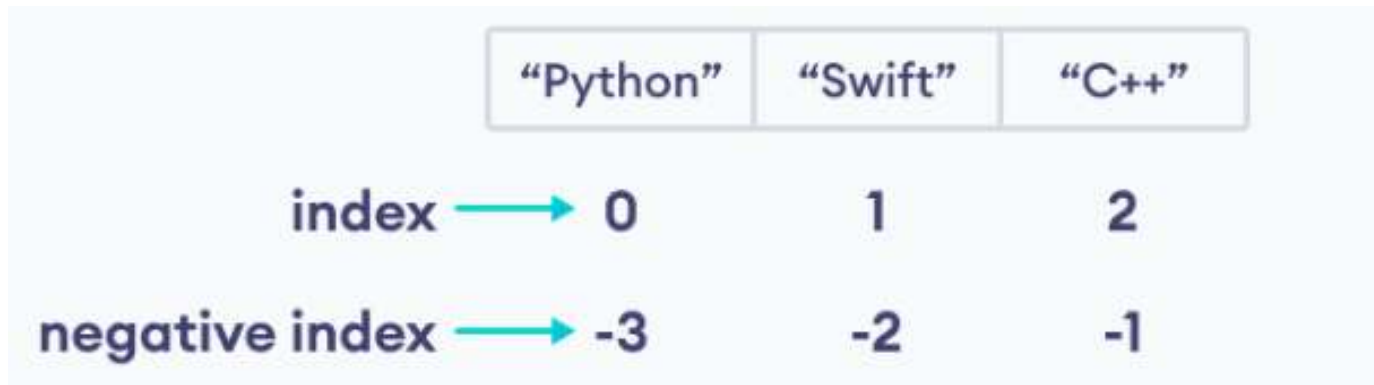 “Python” “Swift” “C++”
index 0 1 2
negative index -3 -2 -1